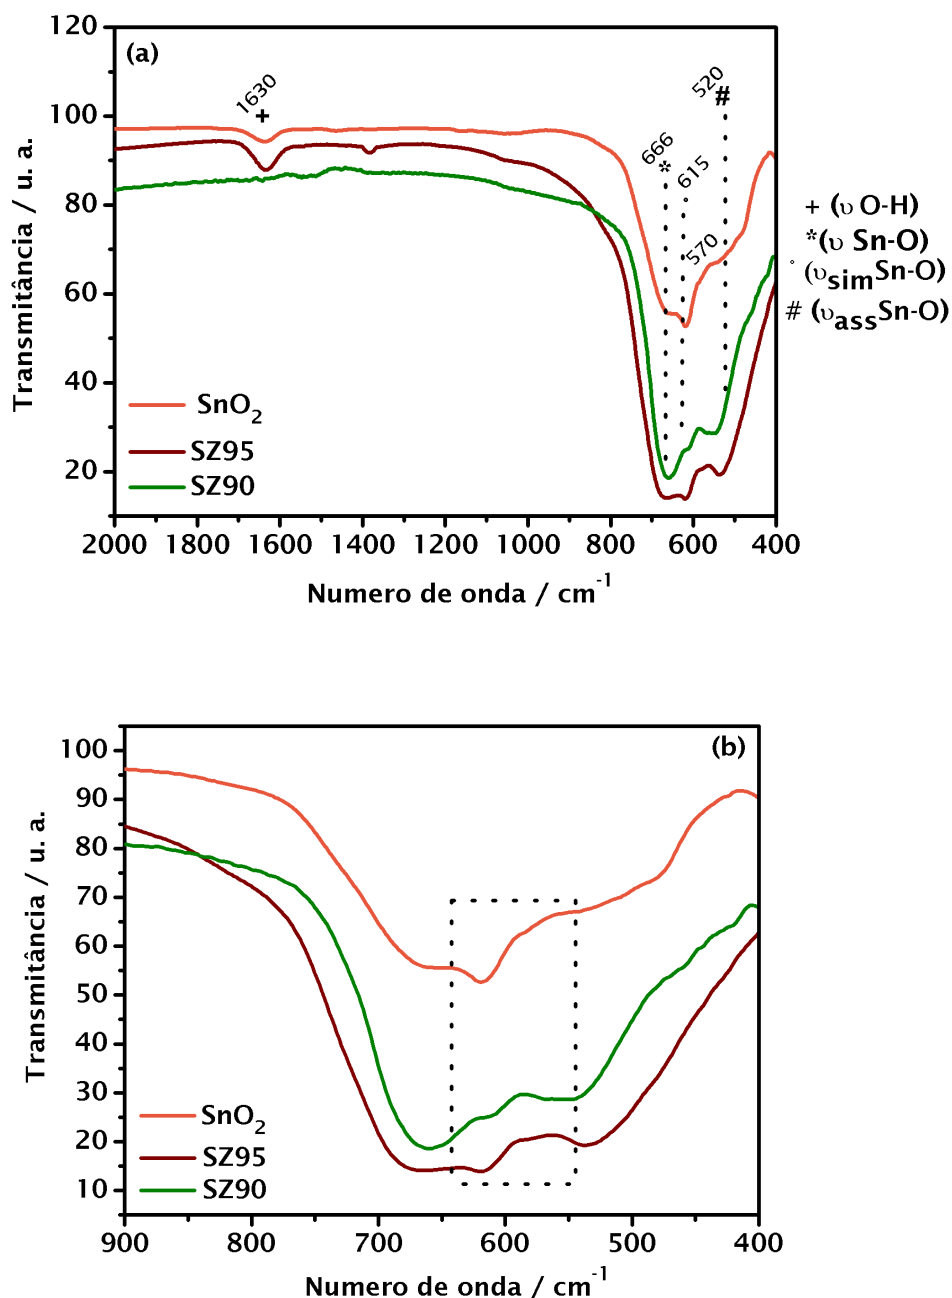 (a)
120
100
80
60
40
20
Transmitância / u. a.
1630
+
666
*
615
°
570
520
#
SnO2
SZ95
SZ90
+ (υ O-H)
*(υ Sn-O)
° (υsimSn-O)
# (υassSn-O)
2000 1800 1600 1400 1200 1000 800 600 400
Numero de onda / cm-1
(b)
100
90
80
70
60
50
40
30
20
10
Transmitância / u. a.
SnO2
SZ95
SZ90
900 800 700 600 500 400
Numero de onda / cm-1